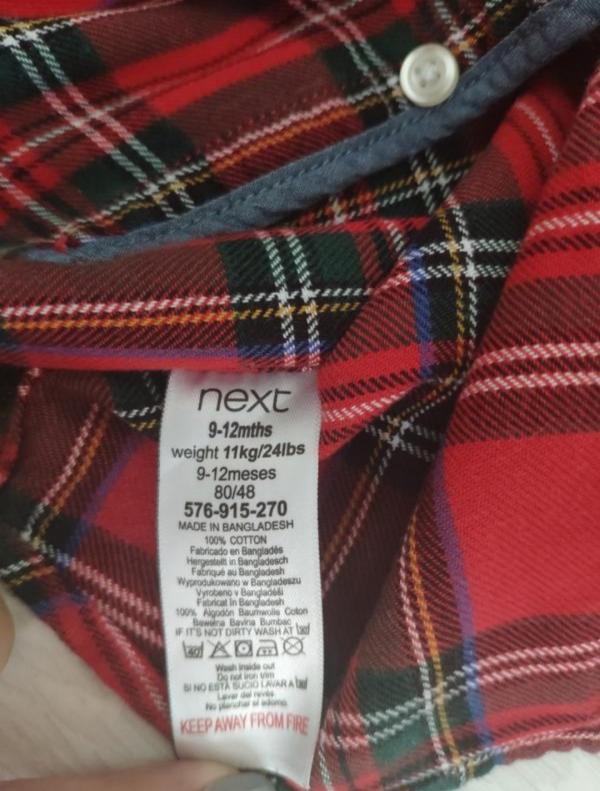 next
9-12mths
weight 11kg/24lbs
9-12meses
80/48
576-915-270
MADE IN BANGLADESH
100% COTTON
Fabricado en Bangladés
Hergestellt in Bangladesch
Fabriqué au Bangladesh
Wyprodukowano w Bangladeszu
Vyrobeno v Bangladéši
Fabricat în Bangladesh
100% Algodón Baumwolle Coton
Bawełna Bavlna Bumbac
IF IT'S NOT DIRTY WASH AT
40
Wash inside out
Do not iron trim
SI NO ESTÁ SUCIO LAVAR A
Lavar del revés
No planchar el adorno
KEEP AWAY FROM FIRE